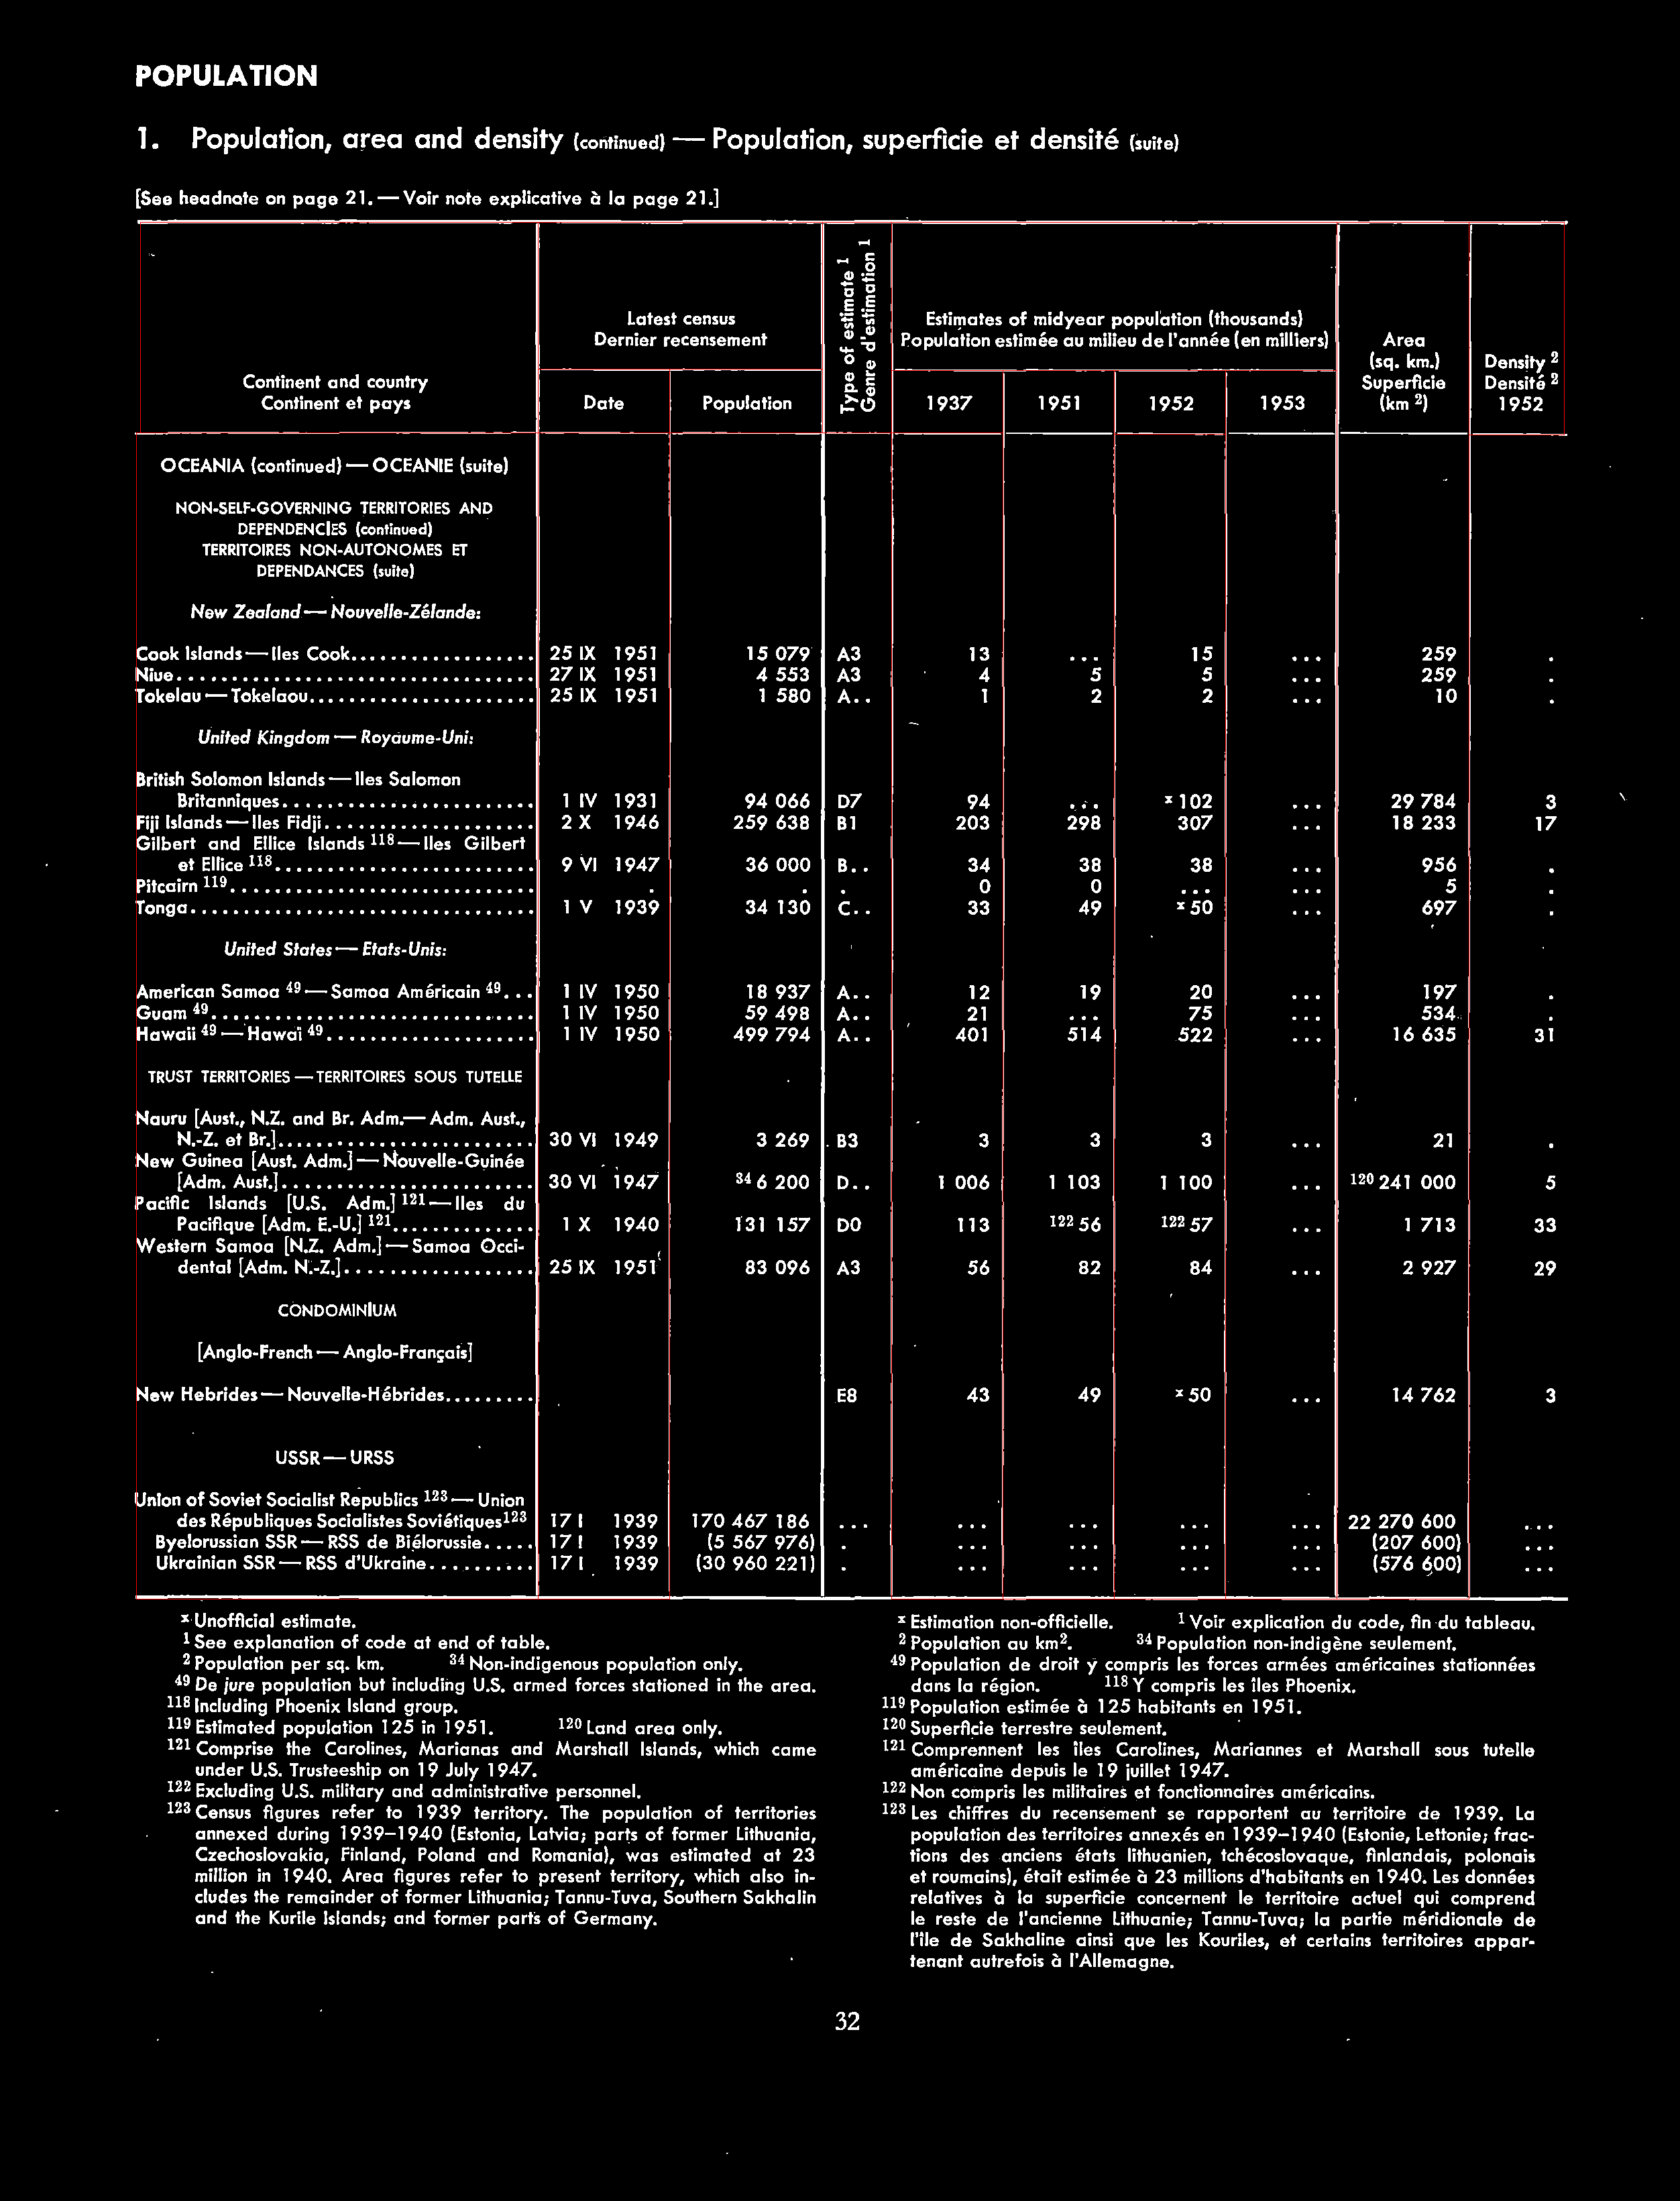 POPULATION
1. Population, area and density (continued) — Population, superficie et densité (suite)
[See headnote on page 21. — Voir note explicative à la page 21.]
Continent and country
Continent et pays
Latest census
Dernier recensement
Date
Population
Type of estimate 1
Genre d'estimation 1
Estimates of midyear population (thousands)
Population estimée au milieu de l'année (en milliers)
1937 1951 1952 1953
Area
(sq. km.)
Superficie
(km 2)
Density 2
Densité 2
1952
OCEANIA (continued) — OCEANIE (suite)
NON-SELF-GOVERNING TERRITORIES AND
DEPENDENCIES (continued)
TERRITOIRES NON-AUTONOMES ET
DEPENDANCES (suite)
New Zealand — Nouvelle-Zélande:
Cook Islands — Iles Cook.................. 25 IX 1951 15 079 A3 13 ... 15 ... 259 .
Niue................................ 27 IX 1951 4 553 A3 4 5 5 ... 259 .
Tokelau — Tokelaou...................... 25 IX 1951 1 580 A.. 1 2 2 ... 10 .
United Kingdom — Royaume-Uni:
British Solomon Islands — Iles Salomon
Britanniques........................ 1 IV 1931 94 066 D7 94 ... x 102 ... 29 784 3
Fiji Islands — Iles Fidji.................... 2 X 1946 259 638 B1 203 298 307 ... 18 233 17
Gilbert and Ellice Islands 118 — Iles Gilbert
et Ellice 118......................... 9 VI 1947 36 000 B.. 34 38 38 ... 956 .
Pitcairn 119............................. . . . 0 0 ... ... 5 .
Tonga................................ 1 V 1939 34 130 C.. 33 49 x 50 ... 697 .
United States — Etats-Unis:
American Samoa 49 — Samoa Américain 49... 1 IV 1950 18 937 A.. 12 19 20 ... 197 .
Guam 49............................... 1 IV 1950 59 498 A.. 21 ... 75 ... 534 .
Hawaii 49 — Hawaï 49.................... 1 IV 1950 499 794 A.. 401 514 522 ... 16 635 31
TRUST TERRITORIES — TERRITOIRES SOUS TUTELLE
Nauru [Aust., N.Z. and Br. Adm. — Adm. Aust.,
N.-Z. et Br.]........................ 30 VI 1949 3 269 B3 3 3 3 ... 21 .
New Guinea [Aust. Adm.] — Nouvelle-Guinée
[Adm. Aust.]........................ 30 VI 1947 34 6 200 D.. 1 006 1 103 1 100 ... 120 241 000 5
Pacific Islands [U.S. Adm.] 121 — Iles du
Pacifique [Adm. E.-U.] 121.............. 1 X 1940 131 157 D0 113 122 56 122 57 ... 1 713 33
Western Samoa [N.Z. Adm.] — Samoa Occi-
dental [Adm. N.-Z.].................. 25 IX 1951 83 096 A3 56 82 84 ... 2 927 29
CONDOMINIUM
[Anglo-French — Anglo-Français]
New Hebrides — Nouvelle-Hébrides......... . E8 43 49 x 50 ... 14 762 3
USSR — URSS
Union of Soviet Socialist Republics 123 — Union
des Républiques Socialistes Soviétiques 123 17 I 1939 170 467 186 ... ... ... ... ... 22 270 600 ...
Byelorussian SSR — RSS de Biélorussie..... 17 I 1939 (5 567 976) . ... ... ... ... (207 600) ...
Ukrainian SSR — RSS d'Ukraine.......... 17 I 1939 (30 960 221) . ... ... ... ... (576 600) ...
x Unofficial estimate.
1 See explanation of code at end of table.
2 Population per sq. km. 34 Non-indigenous population only.
49 De jure population but including U.S. armed forces stationed in the area.
118 Including Phoenix Island group.
119 Estimated population 125 in 1951. 120 Land area only.
121 Comprise the Carolines, Marianas and Marshall Islands, which came
under U.S. Trusteeship on 19 July 1947.
122 Excluding U.S. military and administrative personnel.
123 Census figures refer to 1939 territory. The population of territories
annexed during 1939–1940 (Estonia, Latvia; parts of former Lithuania,
Czechoslovakia, Finland, Poland and Romania), was estimated at 23
million in 1940. Area figures refer to present territory, which also in-
cludes the remainder of former Lithuania; Tannu-Tuva, Southern Sakhalin
and the Kurile Islands; and former parts of Germany.
x Estimation non-officielle. 1 Voir explication du code, fin du tableau.
2 Population au km2. 34 Population non-indigène seulement.
49 Population de droit y compris les forces armées américaines stationnées
dans la région. 118 Y compris les îles Phoenix.
119 Population estimée à 125 habitants en 1951.
120 Superficie terrestre seulement.
121 Comprennent les îles Carolines, Mariannes et Marshall sous tutelle
américaine depuis le 19 juillet 1947.
122 Non compris les militaires et fonctionnaires américains.
123 Les chiffres du recensement se rapportent au territoire de 1939. La
population des territoires annexés en 1939–1940 (Estonie, Lettonie; frac-
tions des anciens états lithuanien, tchécoslovaque, finlandais, polonais
et roumains), était estimée à 23 millions d'habitants en 1940. Les données
relatives à la superficie concernent le territoire actuel qui comprend
le reste de l'ancienne Lithuanie; Tannu-Tuva; la partie méridionale de
l'île de Sakhaline ainsi que les Kouriles, et certains territoires appar-
tenant autrefois à l'Allemagne.
32